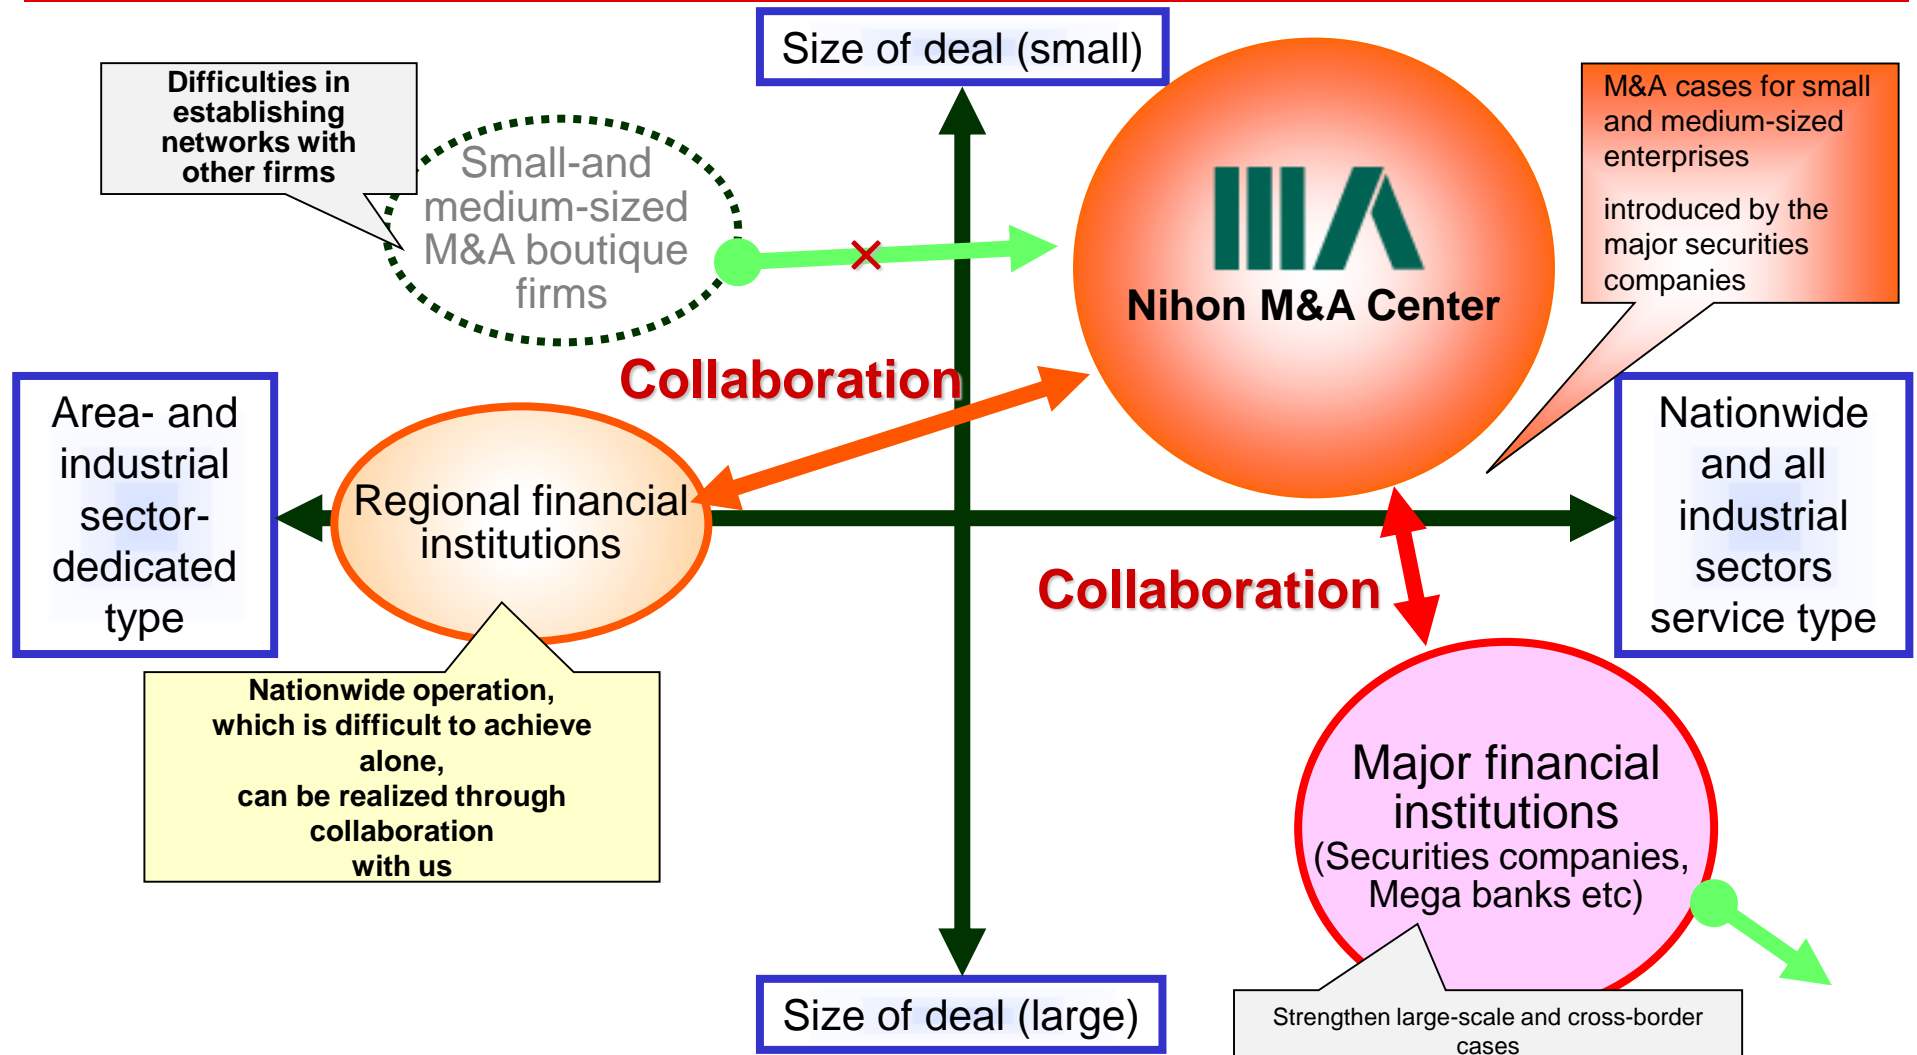 Size of deal (small)
Difficulties in
establishing
networks with
other firms
Small-and
medium-sized
M&A boutique
firms
Nihon M&A Center
M&A cases for small
and medium-sized
enterprises
introduced by the
major securities
companies
Collaboration
Area- and
industrial
sector-
dedicated
type
Regional financial
institutions
Nationwide
and all
industrial
sectors
service type
Collaboration
Nationwide operation,
which is difficult to achieve
alone,
can be realized through
collaboration
with us
Major financial
institutions
(Securities companies,
Mega banks etc)
Size of deal (large)
Strengthen large-scale and cross-border
cases